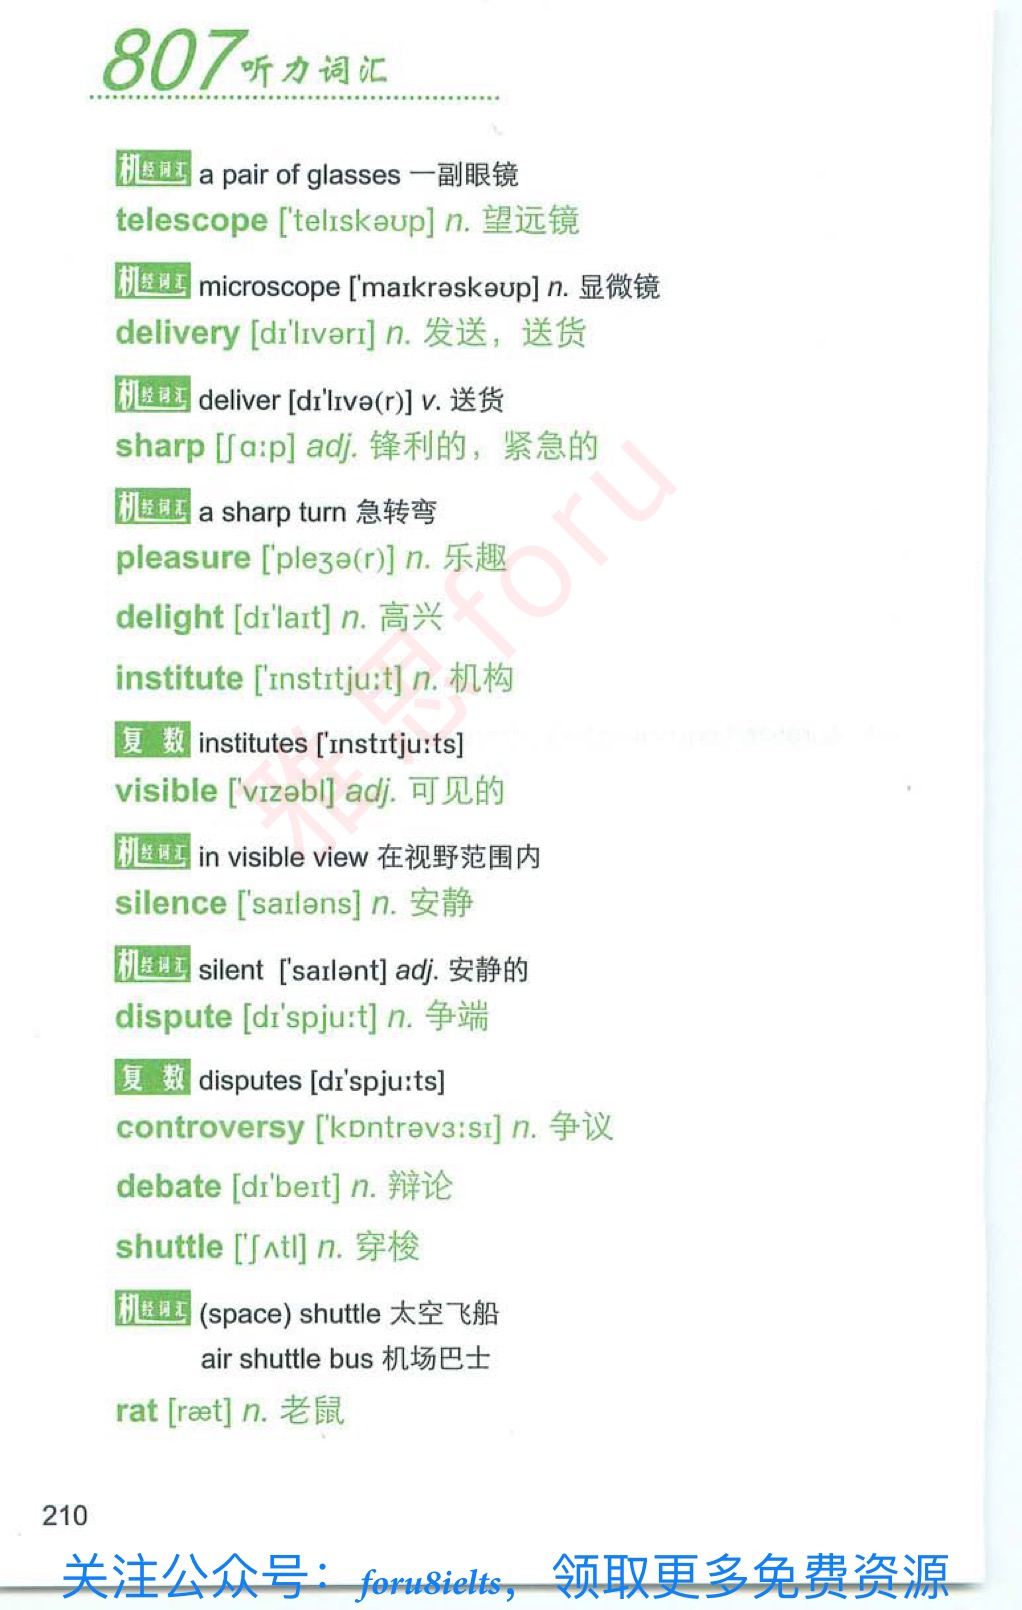 807听力词汇
机经词汇 a pair of glasses 一副眼镜
telescope ['telɪskəʊp] n. 望远镜
机经词汇 microscope ['maɪkrəskəʊp] n. 显微镜
delivery [dɪ'lɪvərɪ] n. 发送，送货
机经词汇 deliver [dɪ'lɪvə(r)] v. 送货
sharp [ʃɑːp] adj. 锋利的，紧急的
机经词汇 a sharp turn 急转弯
pleasure ['pleʒə(r)] n. 乐趣
delight [dɪ'laɪt] n. 高兴
institute ['ɪnstɪtjuːt] n. 机构
复数 institutes ['ɪnstɪtjuːts]
visible ['vɪzəbl] adj. 可见的
机经词汇 in visible view 在视野范围内
silence ['saɪləns] n. 安静
机经词汇 silent ['saɪlənt] adj. 安静的
dispute [dɪ'spjuːt] n. 争端
复数 disputes [dɪ'spjuːts]
controversy ['kɒntrəvɜːsɪ] n. 争议
debate [dɪ'beɪt] n. 辩论
shuttle ['ʃʌtl] n. 穿梭
机经词汇 (space) shuttle 太空飞船
air shuttle bus 机场巴士
rat [ræt] n. 老鼠
雅思foru
210
关注公众号：foru8ielts，领取更多免费资源